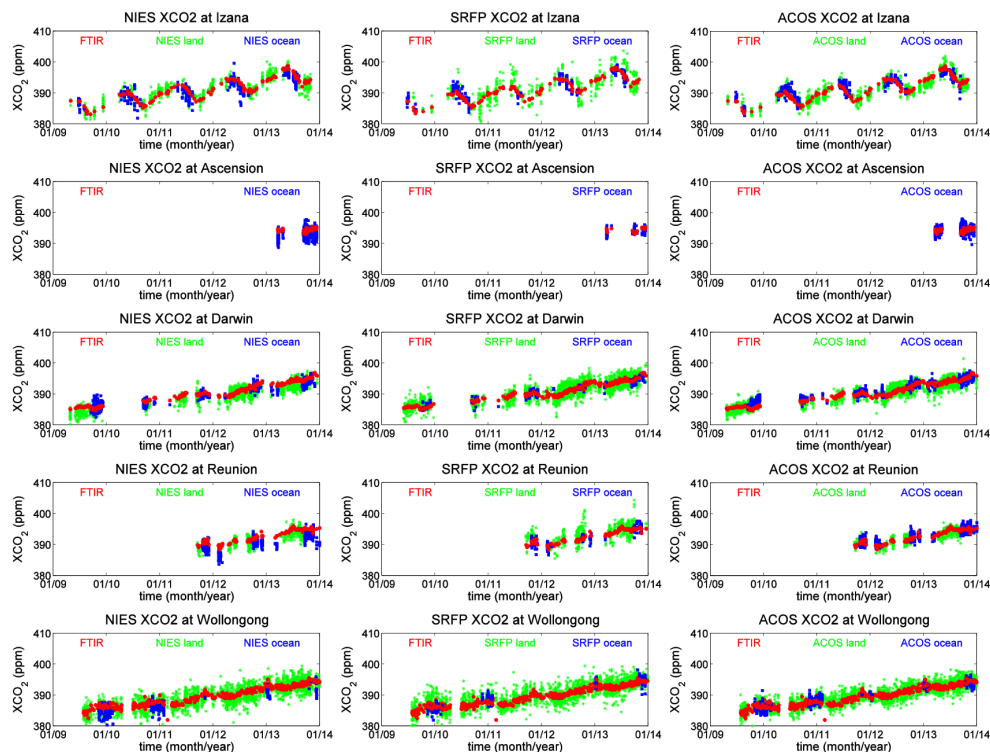 NIES XCO2 at Izana
SRFP XCO2 at Izana
ACOS XCO2 at Izana
410
400
390
380
XCO2 (ppm)
FTIR
NIES land
NIES ocean
01/09
01/10
01/11
01/12
01/13
01/14
time (month/year)
410
400
390
380
XCO2 (ppm)
FTIR
SRFP land
SRFP ocean
01/09
01/10
01/11
01/12
01/13
01/14
time (month/year)
410
400
390
380
XCO2 (ppm)
FTIR
ACOS land
ACOS ocean
01/09
01/10
01/11
01/12
01/13
01/14
time (month/year)
NIES XCO2 at Ascension
SRFP XCO2 at Ascension
ACOS XCO2 at Ascension
410
400
390
380
XCO2 (ppm)
FTIR
NIES ocean
01/09
01/10
01/11
01/12
01/13
01/14
time (month/year)
410
400
390
380
XCO2 (ppm)
FTIR
SRFP ocean
01/09
01/10
01/11
01/12
01/13
01/14
time (month/year)
410
400
390
380
XCO2 (ppm)
FTIR
ACOS ocean
01/09
01/10
01/11
01/12
01/13
01/14
time (month/year)
NIES XCO2 at Darwin
SRFP XCO2 at Darwin
ACOS XCO2 at Darwin
410
400
390
380
XCO2 (ppm)
FTIR
NIES land
NIES ocean
01/09
01/10
01/11
01/12
01/13
01/14
time (month/year)
410
400
390
380
XCO2 (ppm)
FTIR
SRFP land
SRFP ocean
01/09
01/10
01/11
01/12
01/13
01/14
time (month/year)
410
400
390
380
XCO2 (ppm)
FTIR
ACOS land
ACOS ocean
01/09
01/10
01/11
01/12
01/13
01/14
time (month/year)
NIES XCO2 at Reunion
SRFP XCO2 at Reunion
ACOS XCO2 at Reunion
410
400
390
380
XCO2 (ppm)
FTIR
NIES land
NIES ocean
01/09
01/10
01/11
01/12
01/13
01/14
time (month/year)
410
400
390
380
XCO2 (ppm)
FTIR
SRFP land
SRFP ocean
01/09
01/10
01/11
01/12
01/13
01/14
time (month/year)
410
400
390
380
XCO2 (ppm)
FTIR
ACOS land
ACOS ocean
01/09
01/10
01/11
01/12
01/13
01/14
time (month/year)
NIES XCO2 at Wollongong
SRFP XCO2 at Wollongong
ACOS XCO2 at Wollongong
410
400
390
380
XCO2 (ppm)
FTIR
NIES land
NIES ocean
01/09
01/10
01/11
01/12
01/13
01/14
time (month/year)
410
400
390
380
XCO2 (ppm)
FTIR
SRFP land
SRFP ocean
01/09
01/10
01/11
01/12
01/13
01/14
time (month/year)
410
400
390
380
XCO2 (ppm)
FTIR
ACOS land
ACOS ocean
01/09
01/10
01/11
01/12
01/13
01/14
time (month/year)